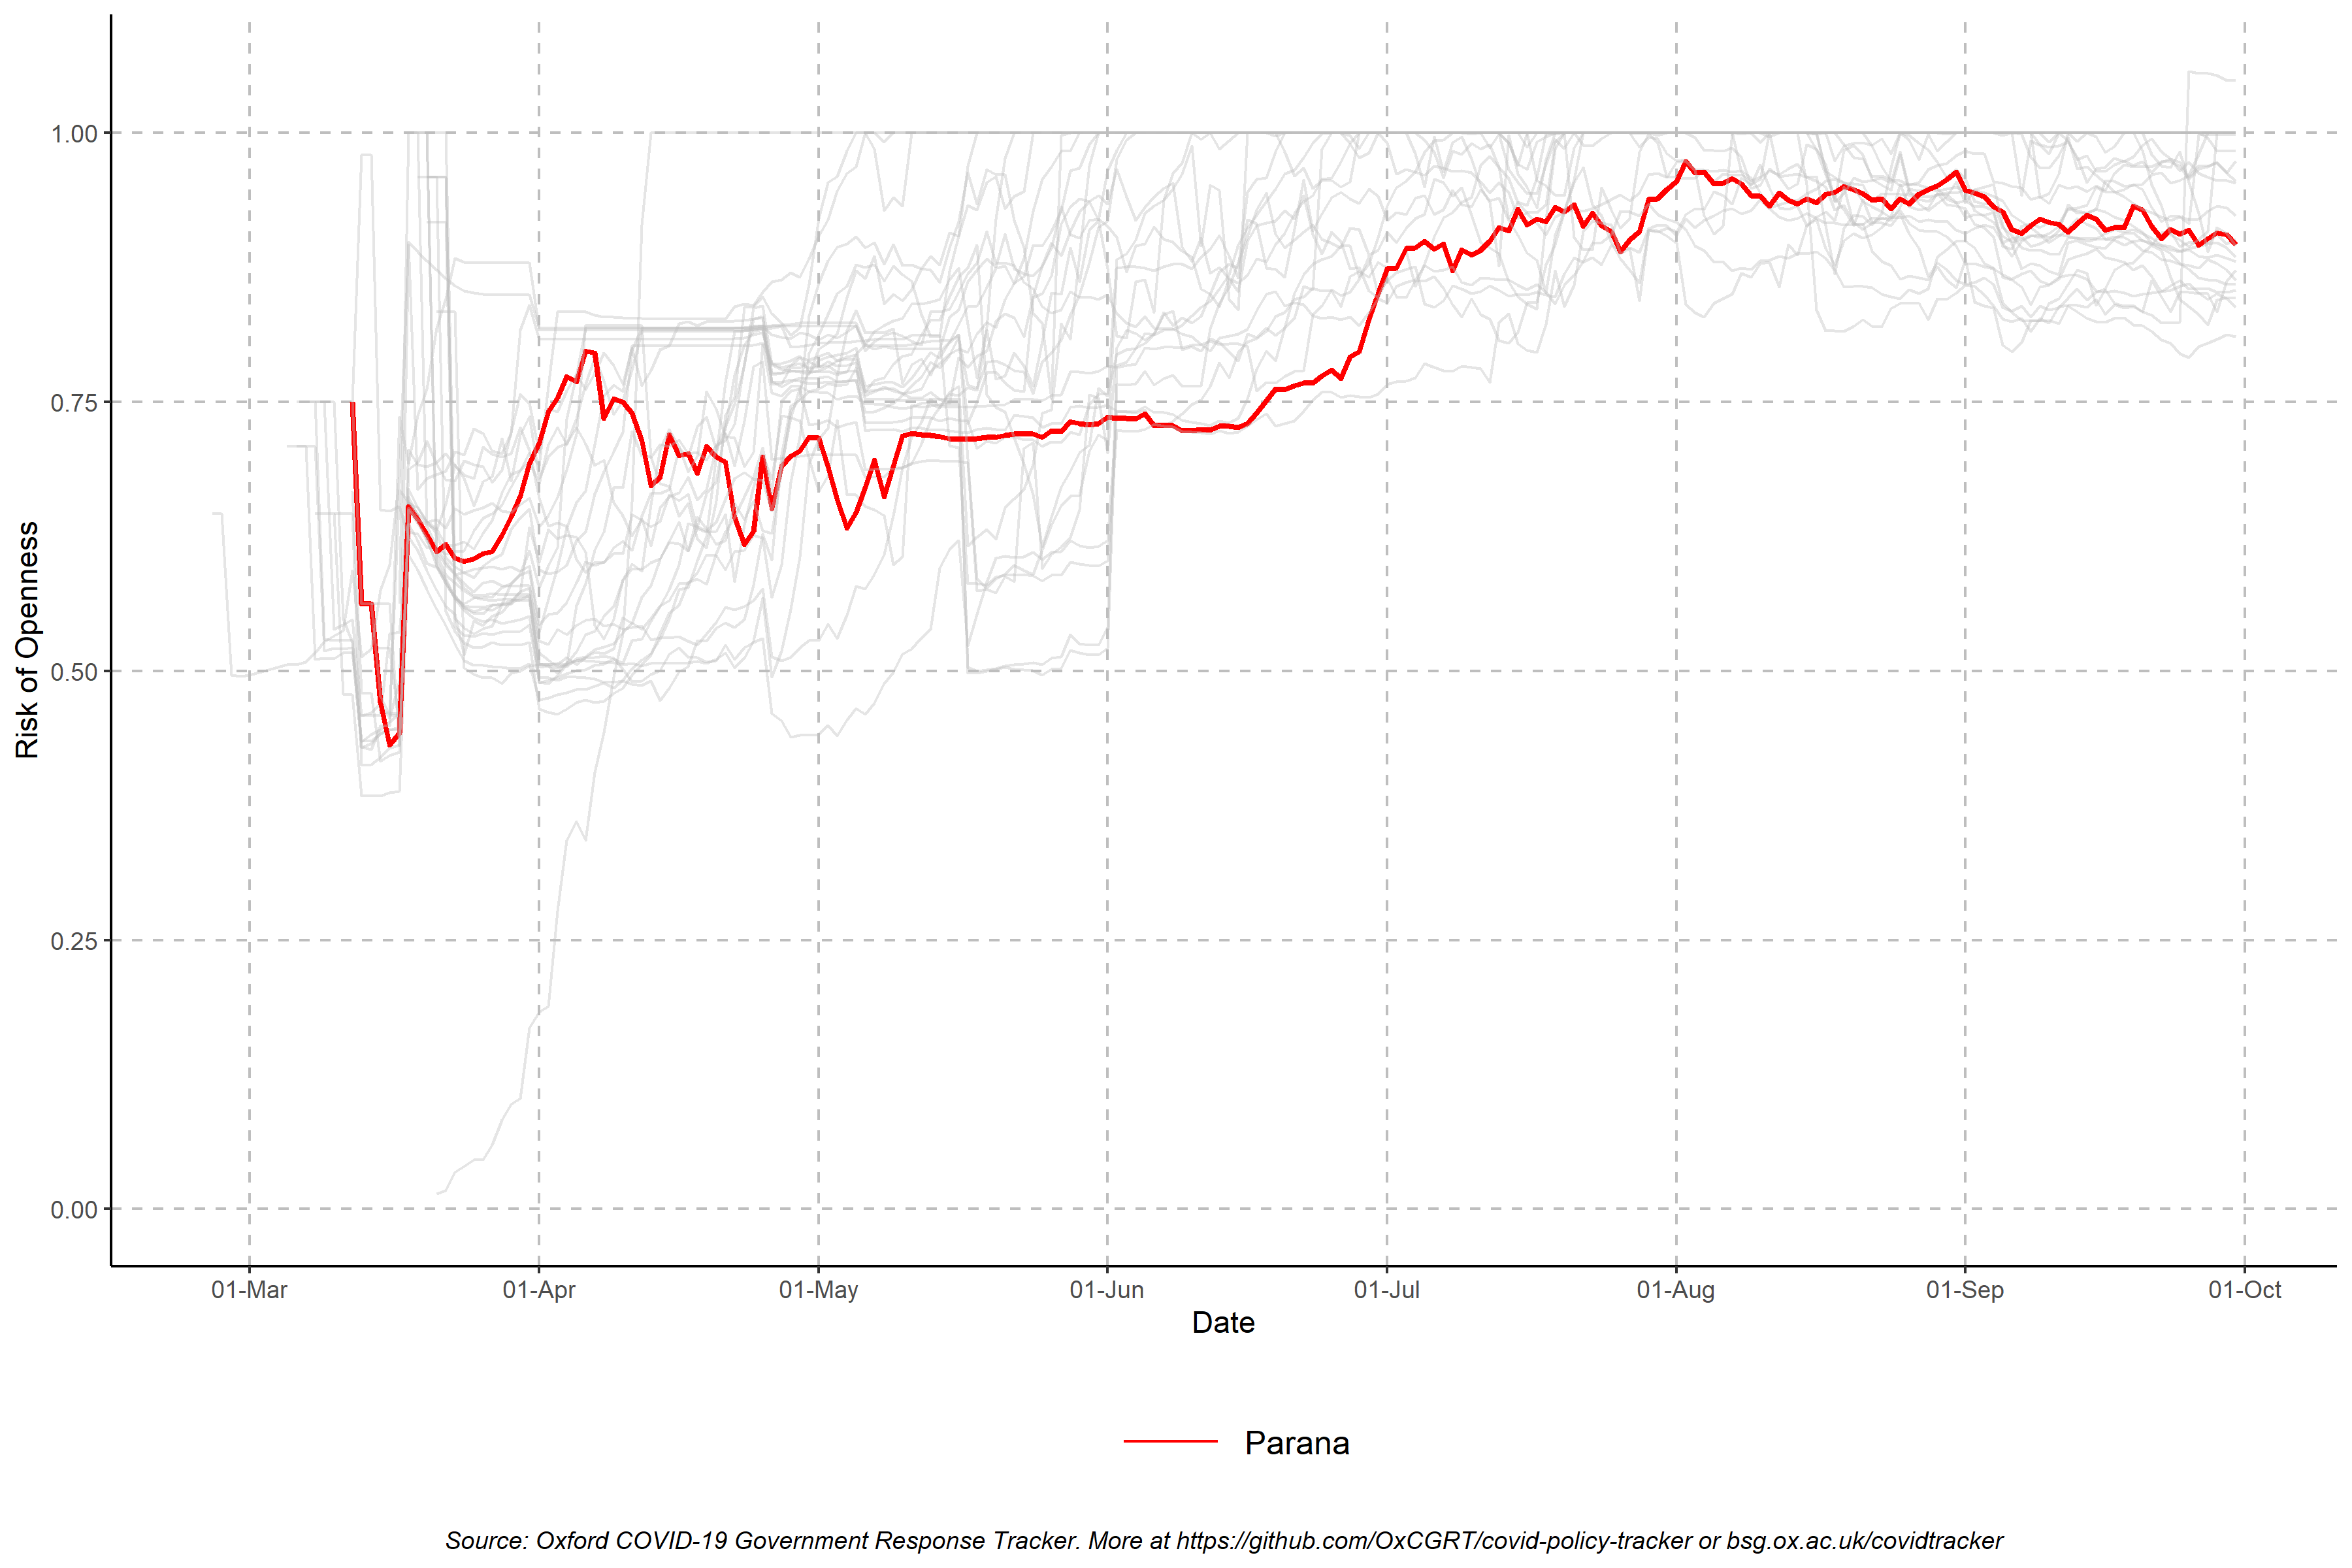 Risk of Openness
1.00
0.75
0.50
0.25
0.00
01-Mar 01-Apr 01-May 01-Jun 01-Jul 01-Aug 01-Sep 01-Oct
Date
Parana
Source: Oxford COVID-19 Government Response Tracker. More at https://github.com/OxCGRT/covid-policy-tracker or bsg.ox.ac.uk/covidtracker